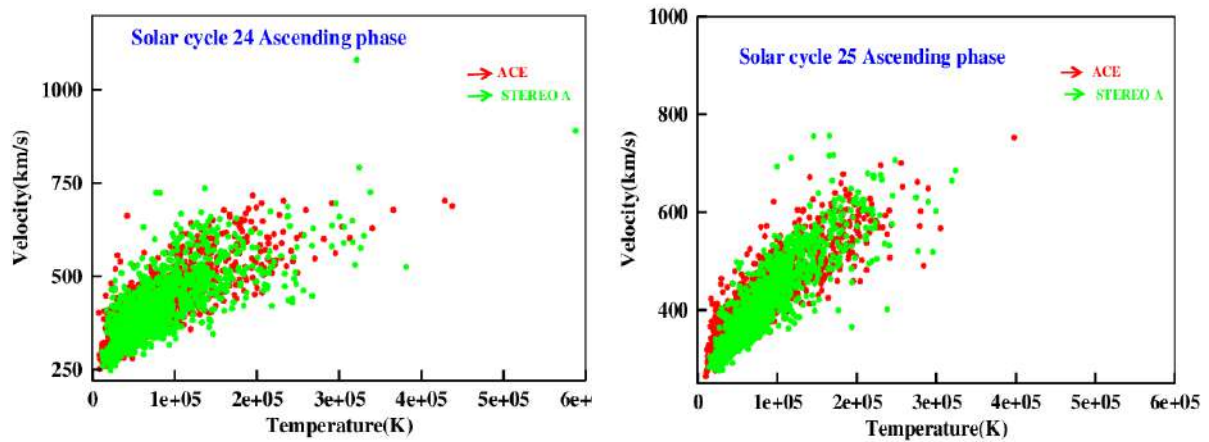 Solar cycle 24 Ascending phase
ACE
STEREO A
1000
750
500
250
Velocity(km/s)
0 1e+05 2e+05 3e+05 4e+05 5e+05 6e+
Temperature(K)
Solar cycle 25 Ascending phase
ACE
STEREO A
1000
800
600
400
Velocity(km/s)
0 1e+05 2e+05 3e+05 4e+05 5e+05 6e+05
Temperature(K)